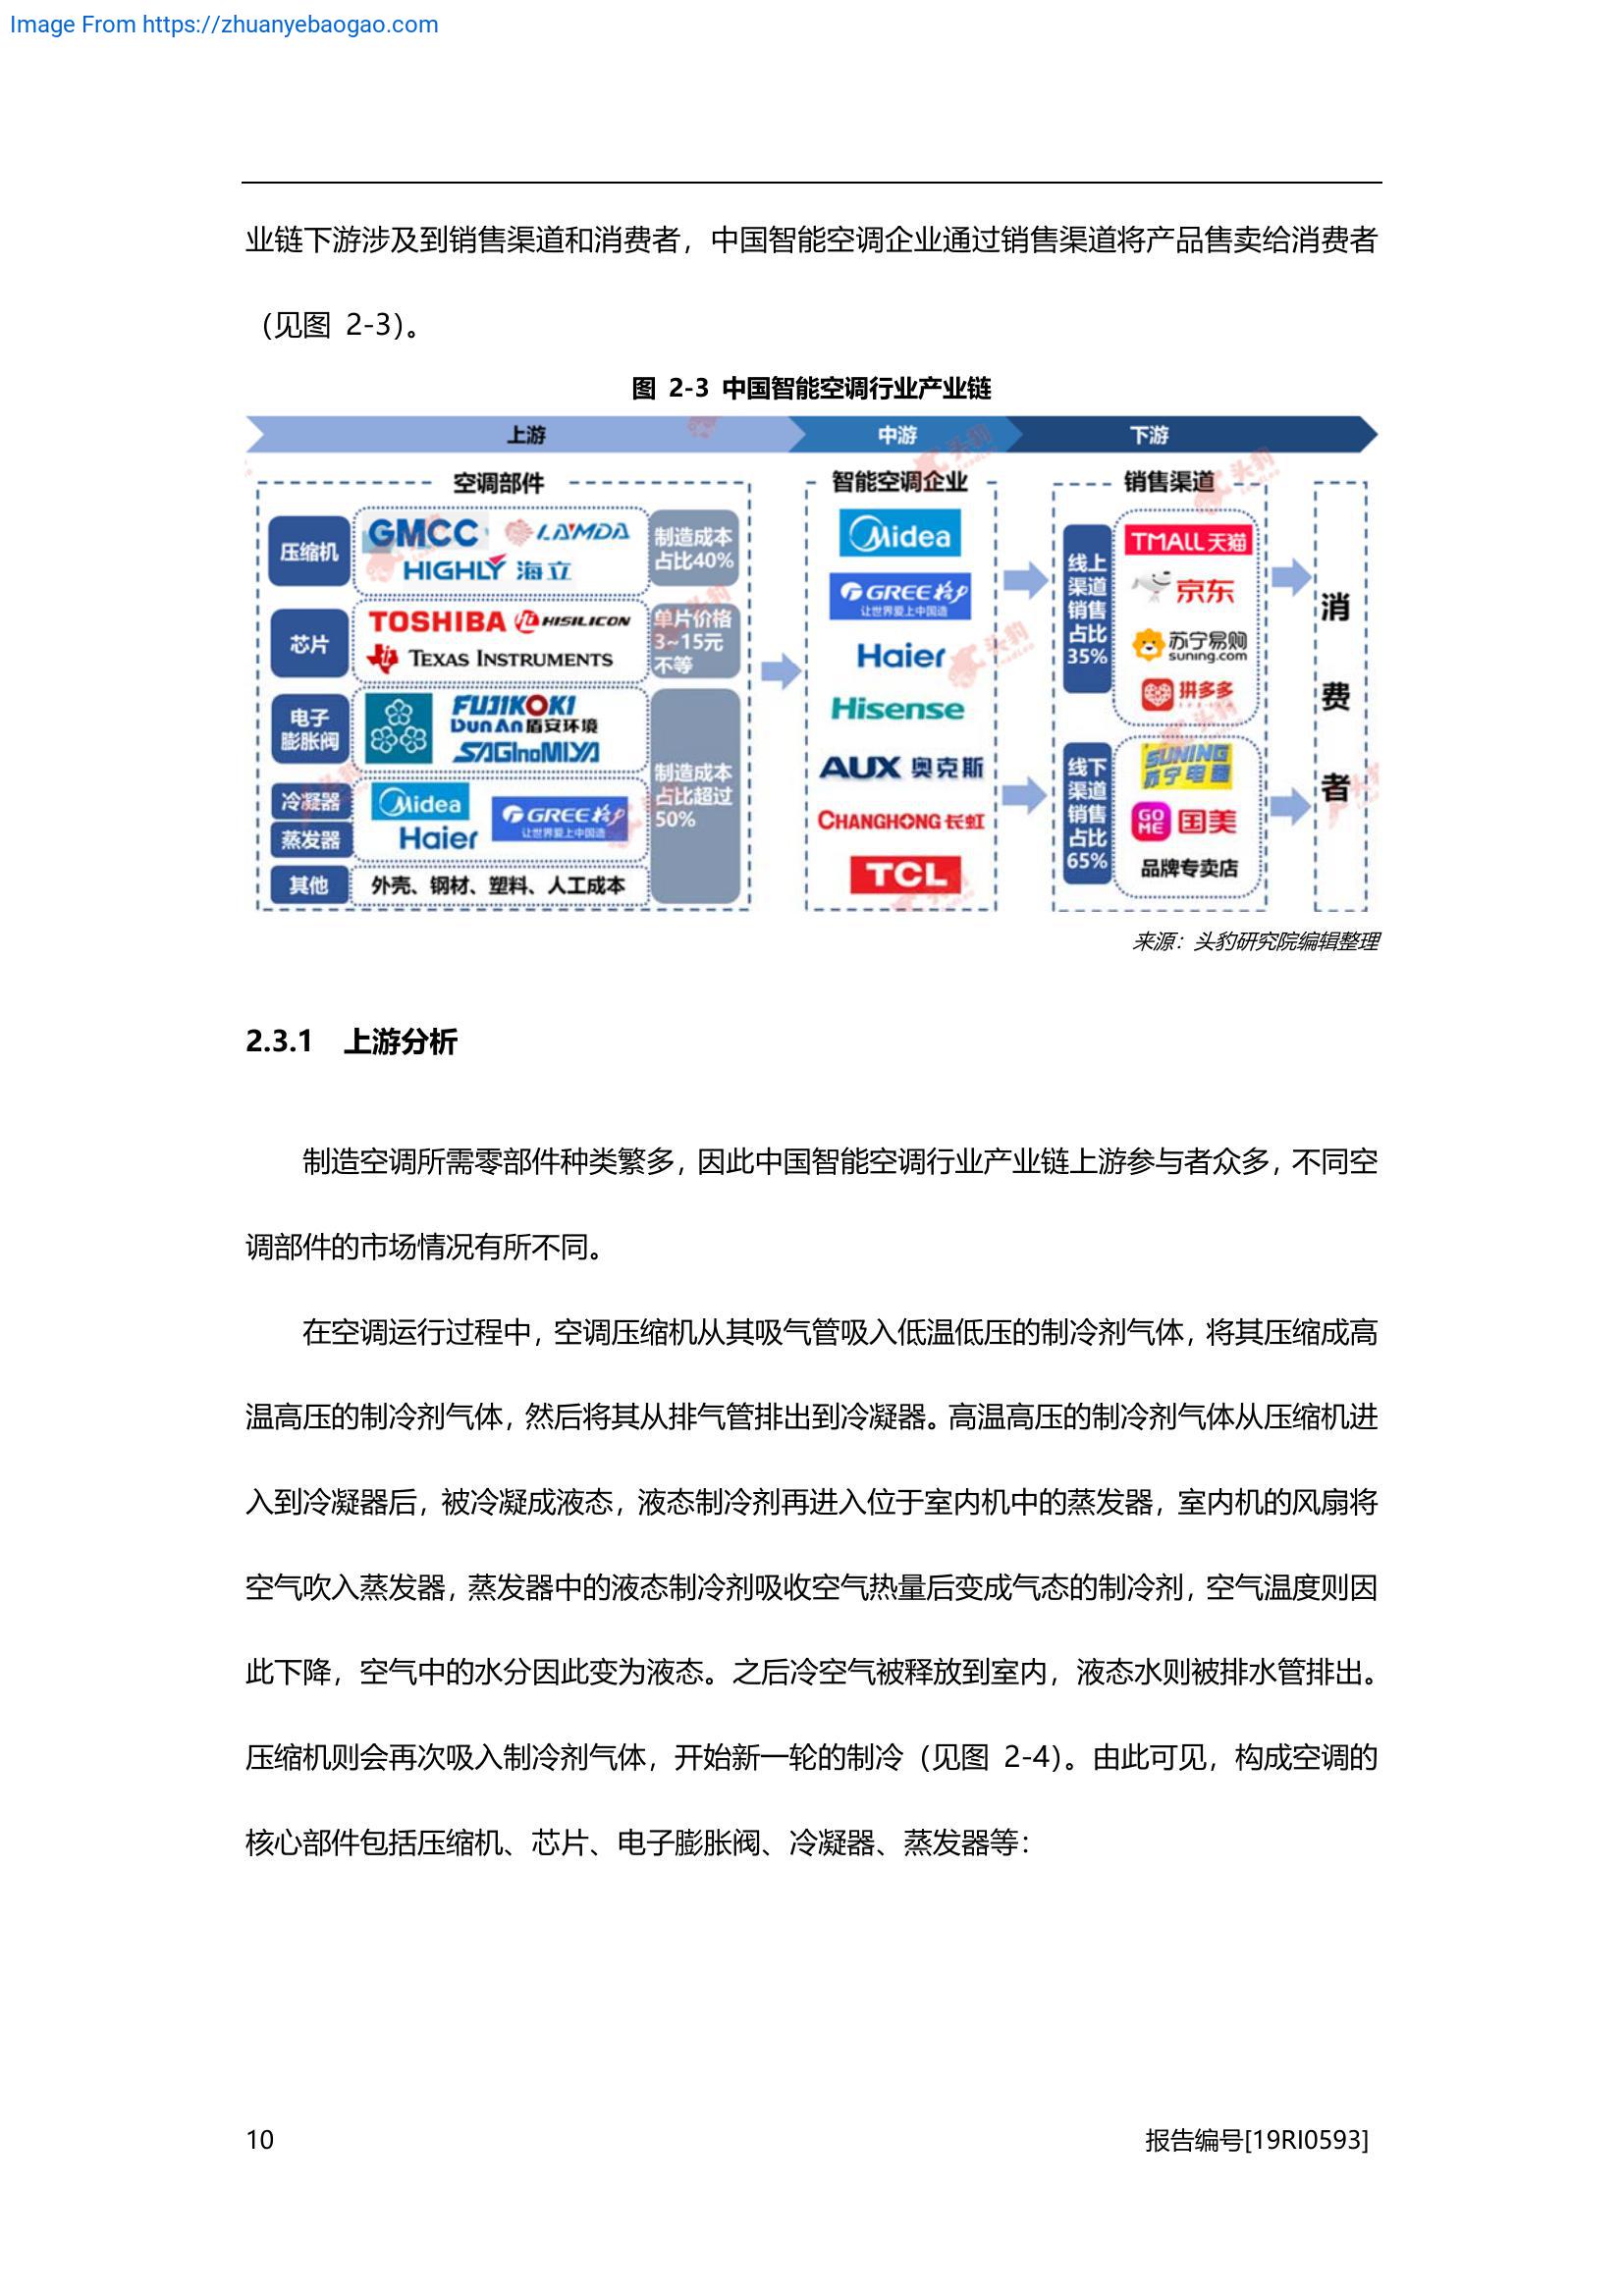 Image From https://zhuanyebaogao.com
业链下游涉及到销售渠道和消费者，中国智能空调企业通过销售渠道将产品售卖给消费者
（见图 2-3）。
图 2-3 中国智能空调行业产业链
上游
中游
下游
空调部件
压缩机
GMCC
LAMDA
HIGHLY 海立
制造成本
占比40%
芯片
TOSHIBA
HISILICON
TEXAS INSTRUMENTS
单片价格
3~15元
不等
电子
膨胀阀
FUJIKOKI
DunAn盾安环境
SAGInoMIYA
冷凝器
蒸发器
Midea
Haier
GREE格力
让世界爱上中国造
其他
外壳、钢材、塑料、人工成本
制造成本
占比超过
50%
智能空调企业
Midea
GREE格力
让世界爱上中国造
Haier
Hisense
AUX 奥克斯
CHANGHONG 长虹
TCL
销售渠道
线上
渠道
销售
占比
35%
TMALL天猫
京东
苏宁易购
suning.com
拼多多
线下
渠道
销售
占比
65%
SUNING
苏宁电器
GO
ME
国美
品牌专卖店
消
费
者
头豹
头豹
头豹
来源：头豹研究院编辑整理
2.3.1 上游分析
制造空调所需零部件种类繁多，因此中国智能空调行业产业链上游参与者众多，不同空
调部件的市场情况有所不同。
在空调运行过程中，空调压缩机从其吸气管吸入低温低压的制冷剂气体，将其压缩成高
温高压的制冷剂气体，然后将其从排气管排出到冷凝器。高温高压的制冷剂气体从压缩机进
入到冷凝器后，被冷凝成液态，液态制冷剂再进入位于室内机中的蒸发器，室内机的风扇将
空气吹入蒸发器，蒸发器中的液态制冷剂吸收空气热量后变成气态的制冷剂，空气温度则因
此下降，空气中的水分因此变为液态。之后冷空气被释放到室内，液态水则被排水管排出。
压缩机则会再次吸入制冷剂气体，开始新一轮的制冷（见图 2-4）。由此可见，构成空调的
核心部件包括压缩机、芯片、电子膨胀阀、冷凝器、蒸发器等：
10
报告编号[19RI0593]